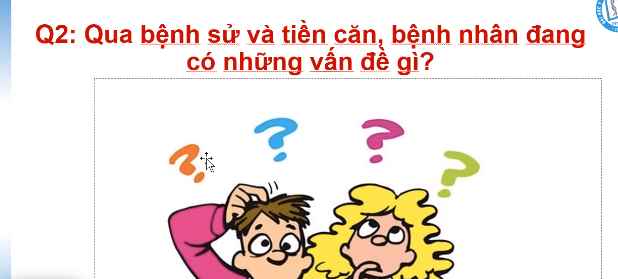 Q2: Qua bệnh sử và tiền căn, bệnh nhân đang
có những vấn đề gì?
? ? ? ?